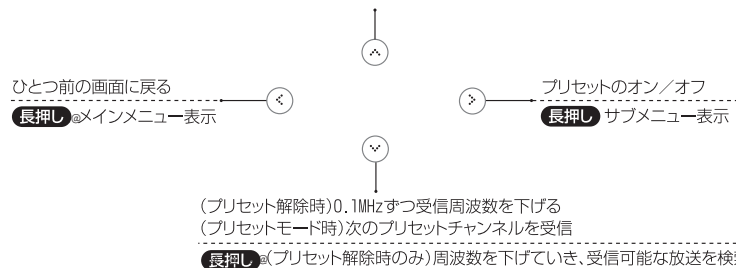 ひとつ前の画面に戻る
長押し@メインメニュー表示
プリセットのオン／オフ
長押し サブメニュー表示
(プリセット解除時)0.1MHzずつ受信周波数を下げる
(プリセットモード時)次のプリセットチャンネルを受信
長押し@(プリセット解除時のみ)周波数を下げていき、受信可能な放送を検